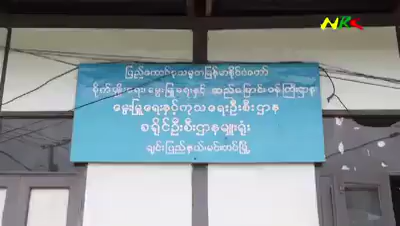 NRC
ပြည်ထောင်စုသမ္မတမြန်မာနိုင်ငံတော်
စိုက်ပျိုးရေး၊ မွေးမြူရေးနှင့် ဆည်မြောင်းဝန်ကြီးဌာန
မွေးမြူရေးနှင့်ကုသရေးဦးစီးဌာန
ခရိုင်ဦးစီးဌာနမှူးရုံး
ချင်းပြည်နယ်၊ မင်းတပ်မြို့